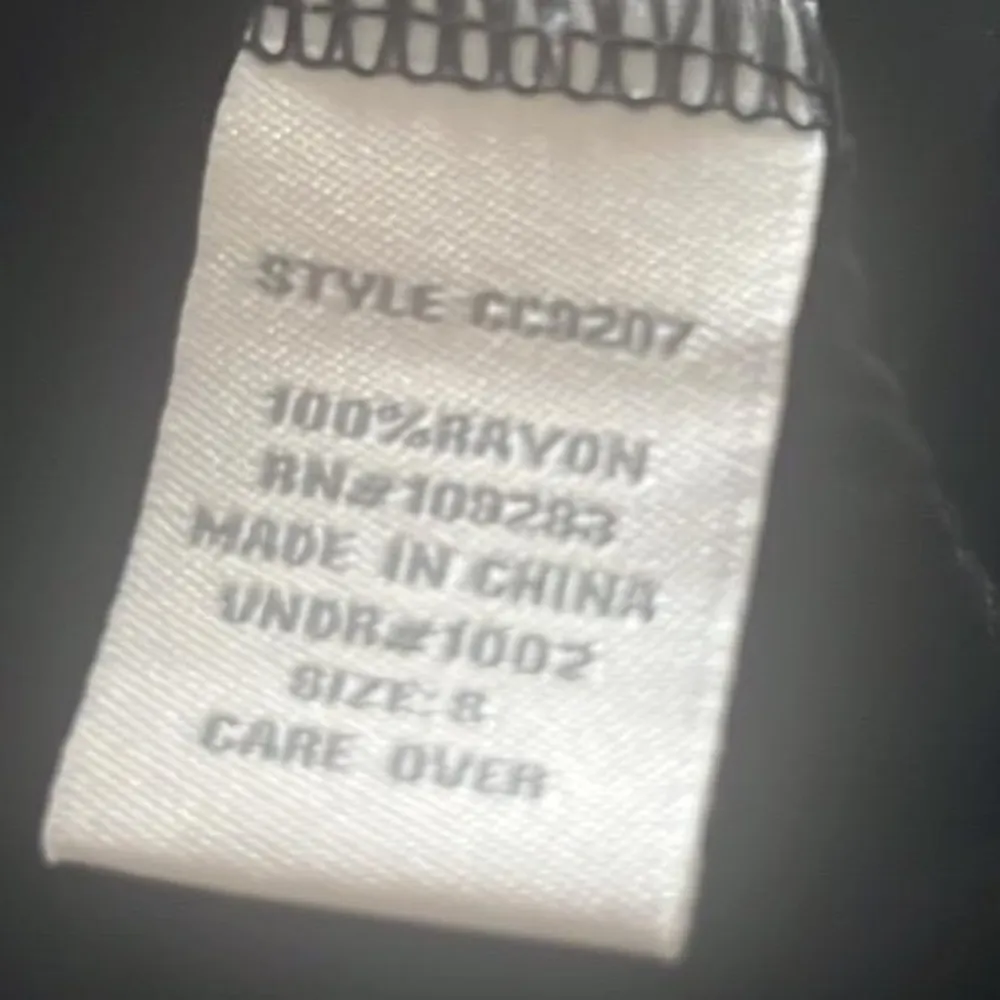 STYLE CC9207
100%RAYON
RN#109283
MADE IN CHINA
VNDR#1002
SIZE: 8
CARE OVER